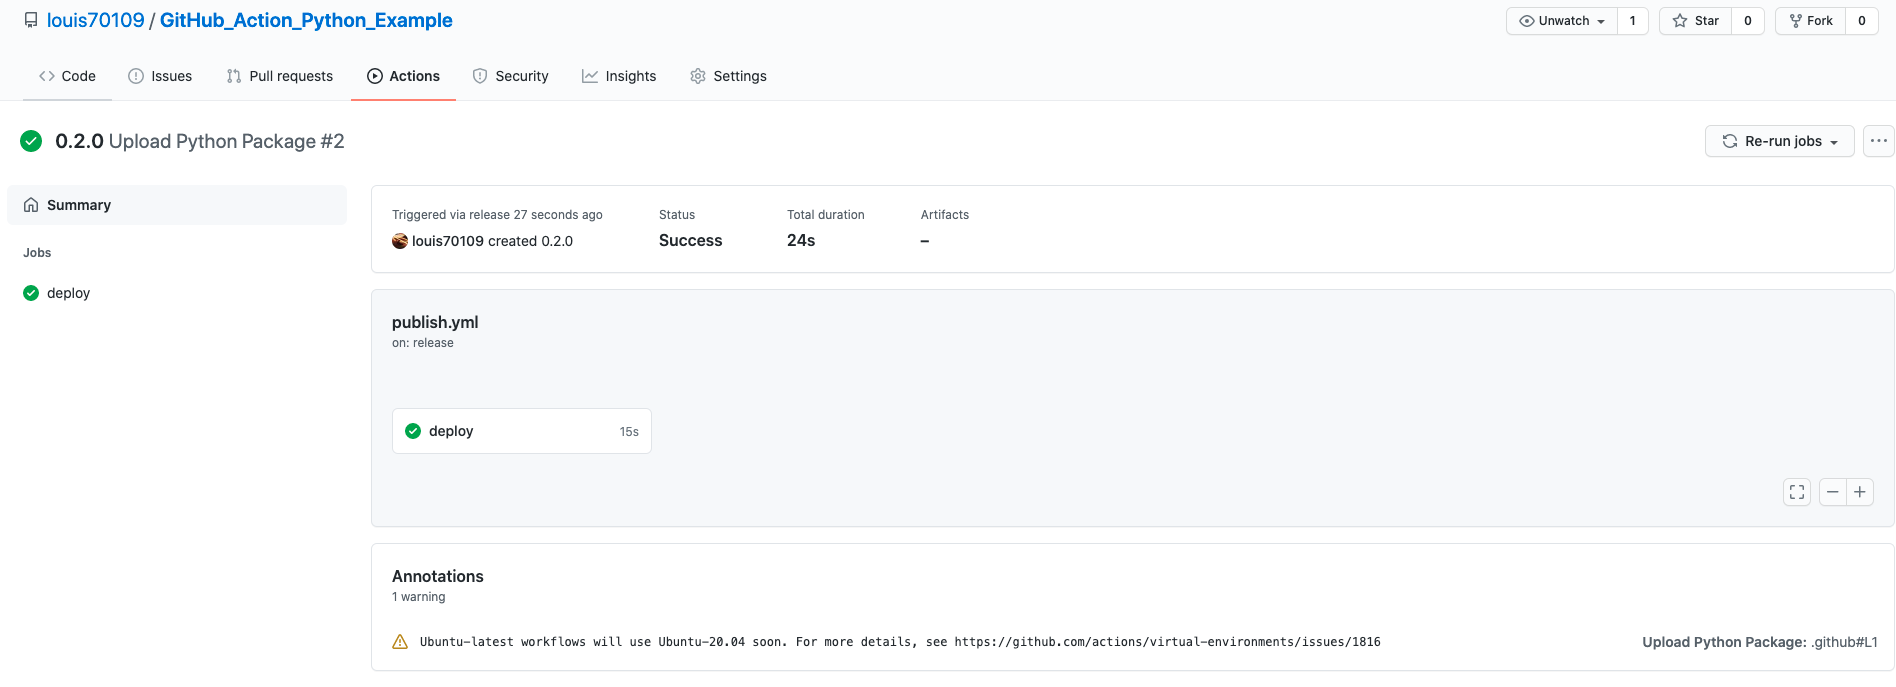 louis70109 / GitHub_Action_Python_Example
Unwatch 1 Star 0 Fork 0
Code Issues Pull requests Actions Security Insights Settings
0.2.0 Upload Python Package #2
Re-run jobs
Summary
Jobs
deploy
Triggered via release 27 seconds ago
louis70109 created 0.2.0
Status
Success
Total duration
24s
Artifacts
–
publish.yml
on: release
deploy 15s
Annotations
1 warning
Ubuntu-latest workflows will use Ubuntu-20.04 soon. For more details, see https://github.com/actions/virtual-environments/issues/1816
Upload Python Package: .github#L1